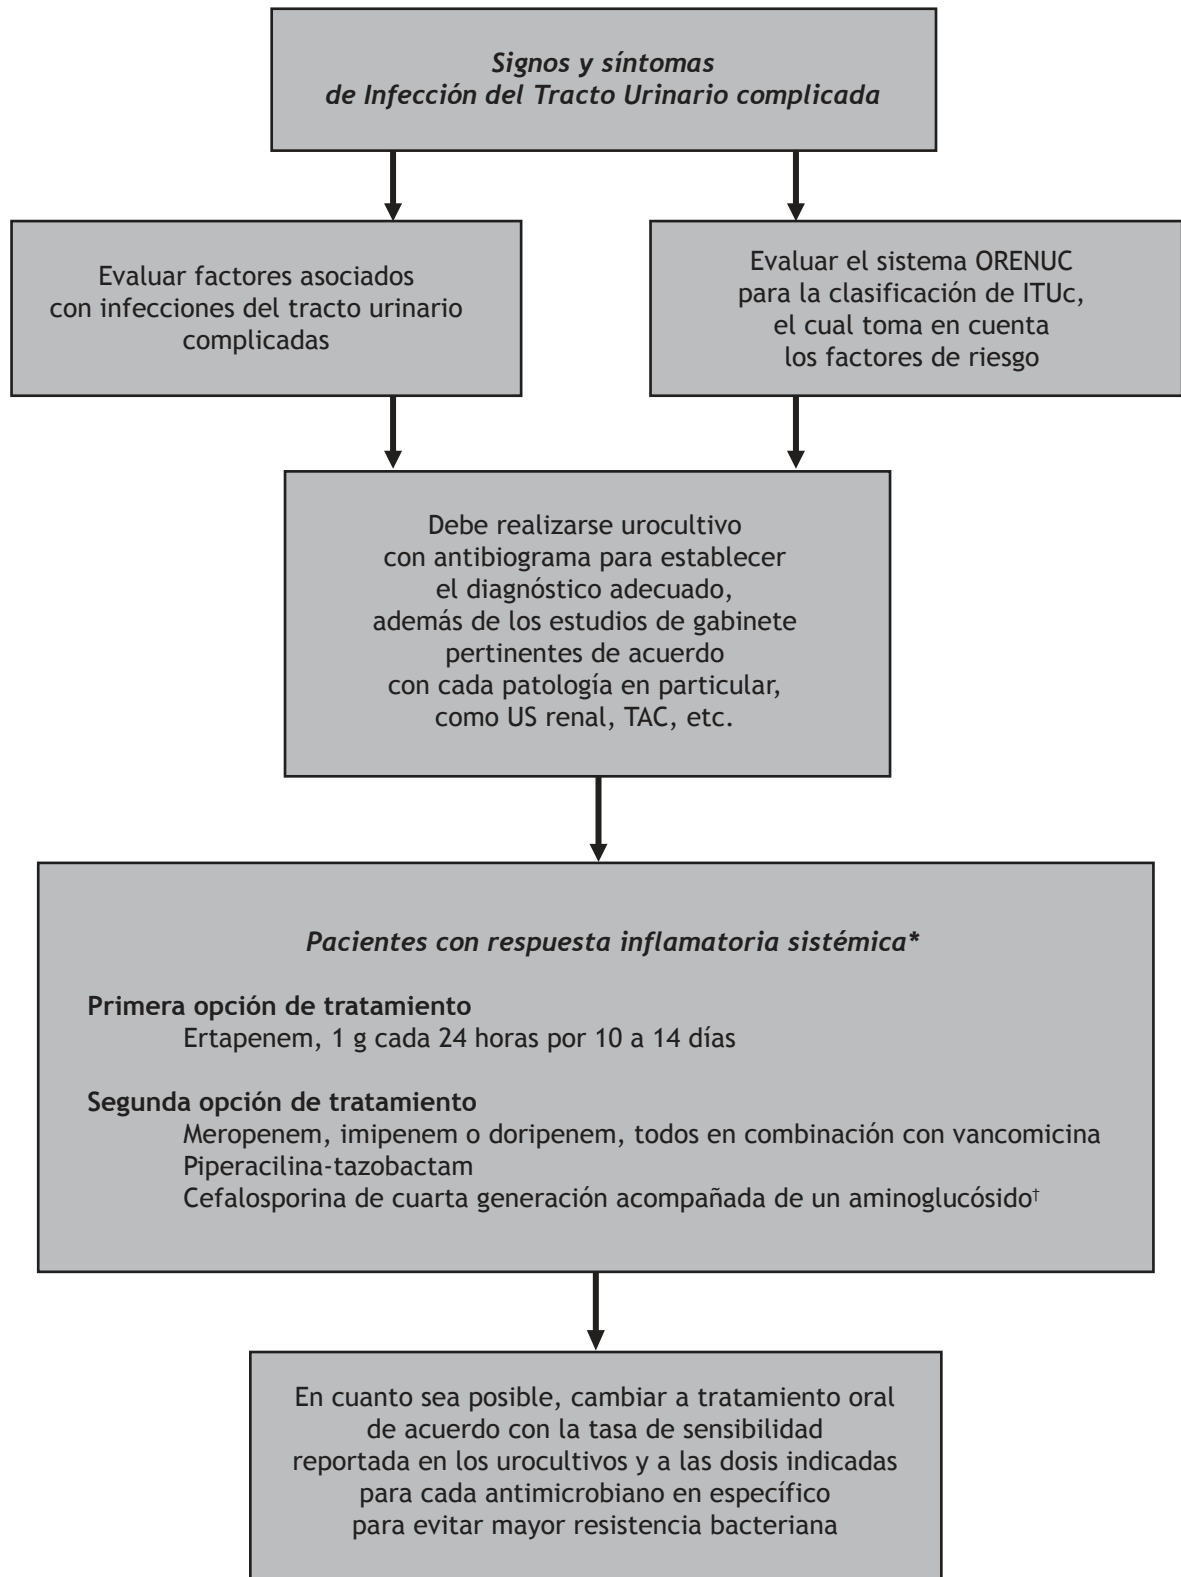 Signos y síntomas
de Infección del Tracto Urinario complicada
Evaluar factores asociados
con infecciones del tracto urinario
complicadas
Evaluar el sistema ORENUC
para la clasificación de ITUc,
el cual toma en cuenta
los factores de riesgo
Debe realizarse urocultivo
con antibiograma para establecer
el diagnóstico adecuado,
además de los estudios de gabinete
pertinentes de acuerdo
con cada patología en particular,
como US renal, TAC, etc.
Pacientes con respuesta inflamatoria sistémica*
Primera opción de tratamiento
Ertapenem, 1 g cada 24 horas por 10 a 14 días
Segunda opción de tratamiento
Meropenem, imipenem o doripenem, todos en combinación con vancomicina
Piperacilina-tazobactam
Cefalosporina de cuarta generación acompañada de un aminoglucósido†
En cuanto sea posible, cambiar a tratamiento oral
de acuerdo con la tasa de sensibilidad
reportada en los urocultivos y a las dosis indicadas
para cada antimicrobiano en específico
para evitar mayor resistencia bacteriana